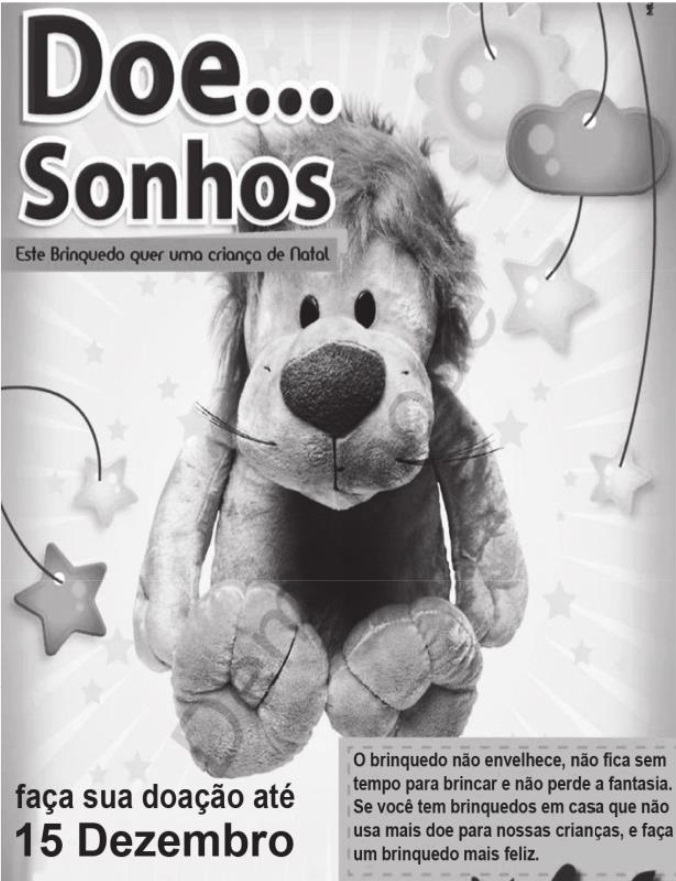 Doe...
Sonhos
Este Brinquedo quer uma criança de Natal
faça sua doação até
15 Dezembro
O brinquedo não envelhece, não fica sem
tempo para brincar e não perde a fantasia.
Se você tem brinquedos em casa que não
usa mais doe para nossas crianças, e faça
um brinquedo mais feliz.